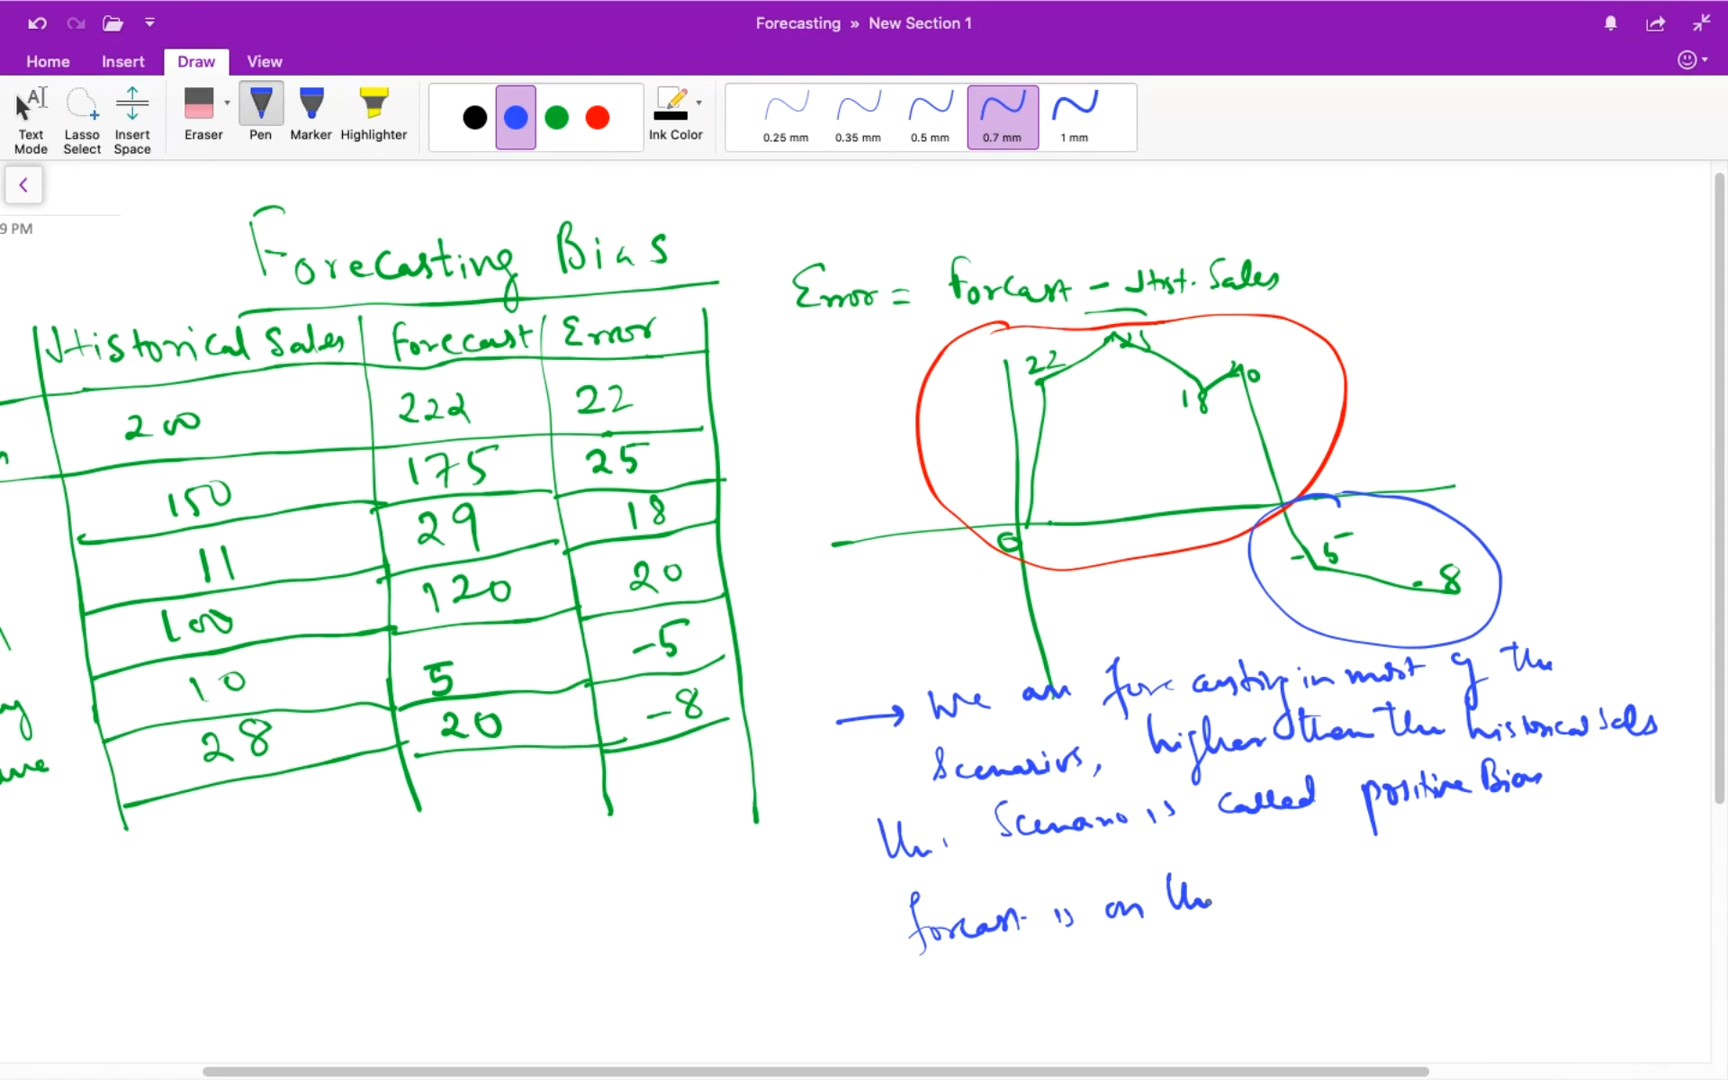 Forecasting » New Section 1
Home Insert Draw View
Text Mode
Lasso Select
Insert Space
Eraser
Pen
Marker
Highlighter
Ink Color
0.25 mm 0.35 mm 0.5 mm 0.7 mm 1 mm
9 PM
Forecasting Bias
Error = Forcast - Hist. Sales
Historical Sales Forecast Error
200 222 22
150 175 25
11 29 18
100 120 20
10 5 -5
28 20 -8
22 25 18 20
0
-5 -8
→ We are forecasting in most of the
Scenarios, higher than the historical Sales
Scenario is called positive Bias
forcast is on the